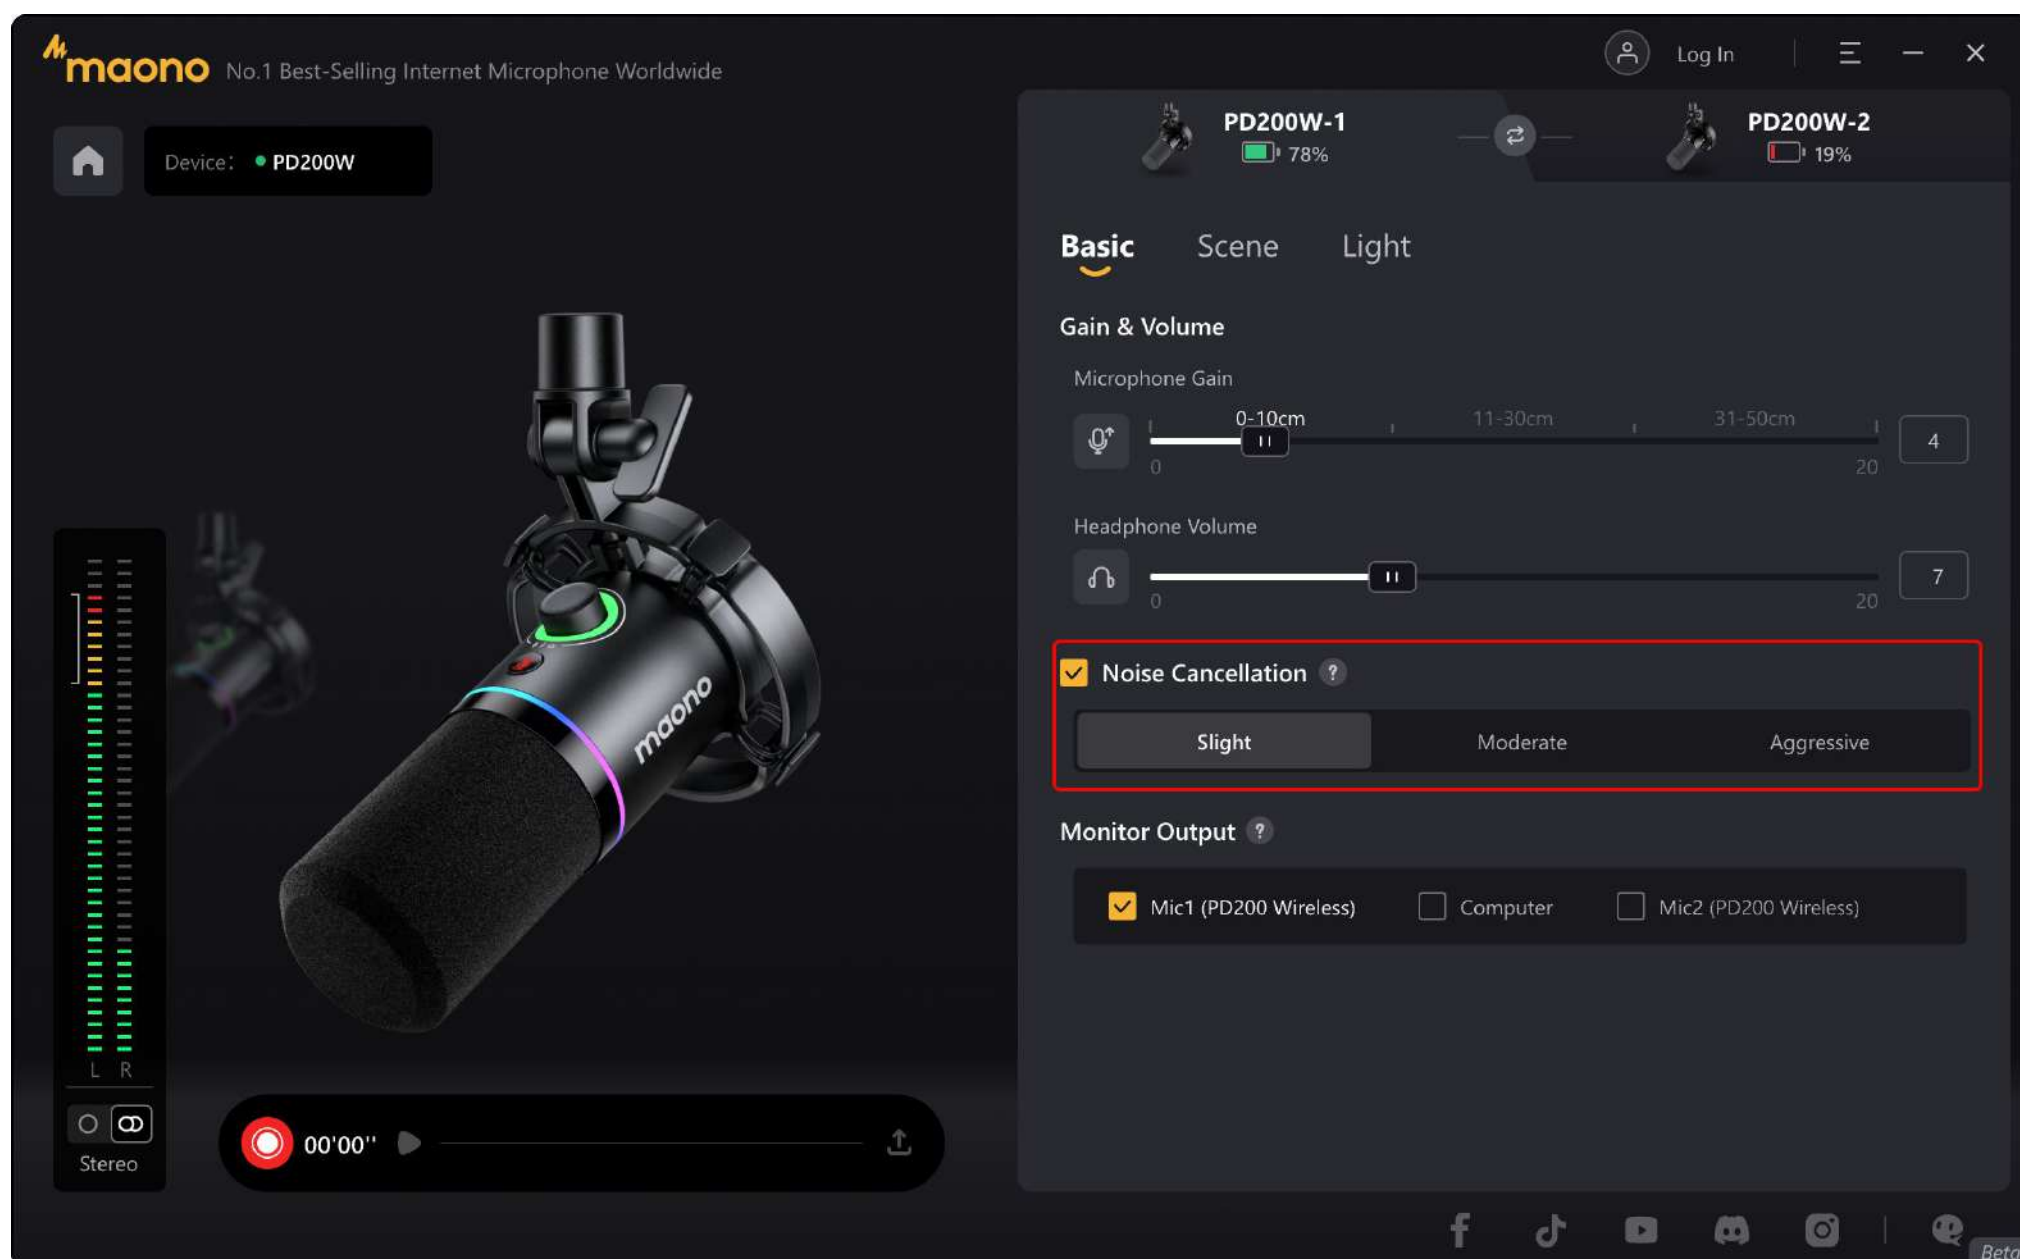 maono No.1 Best-Selling Internet Microphone Worldwide
Log In
Device: PD200W
PD200W-1
78%
PD200W-2
19%
Basic Scene Light
Gain & Volume
Microphone Gain
0-10cm 11-30cm 31-50cm
4
0 20
Headphone Volume
7
0 20
Noise Cancellation ?
Slight Moderate Aggressive
Monitor Output ?
Mic1 (PD200 Wireless) Computer Mic2 (PD200 Wireless)
maono
L R
Stereo
00'00''
Beta